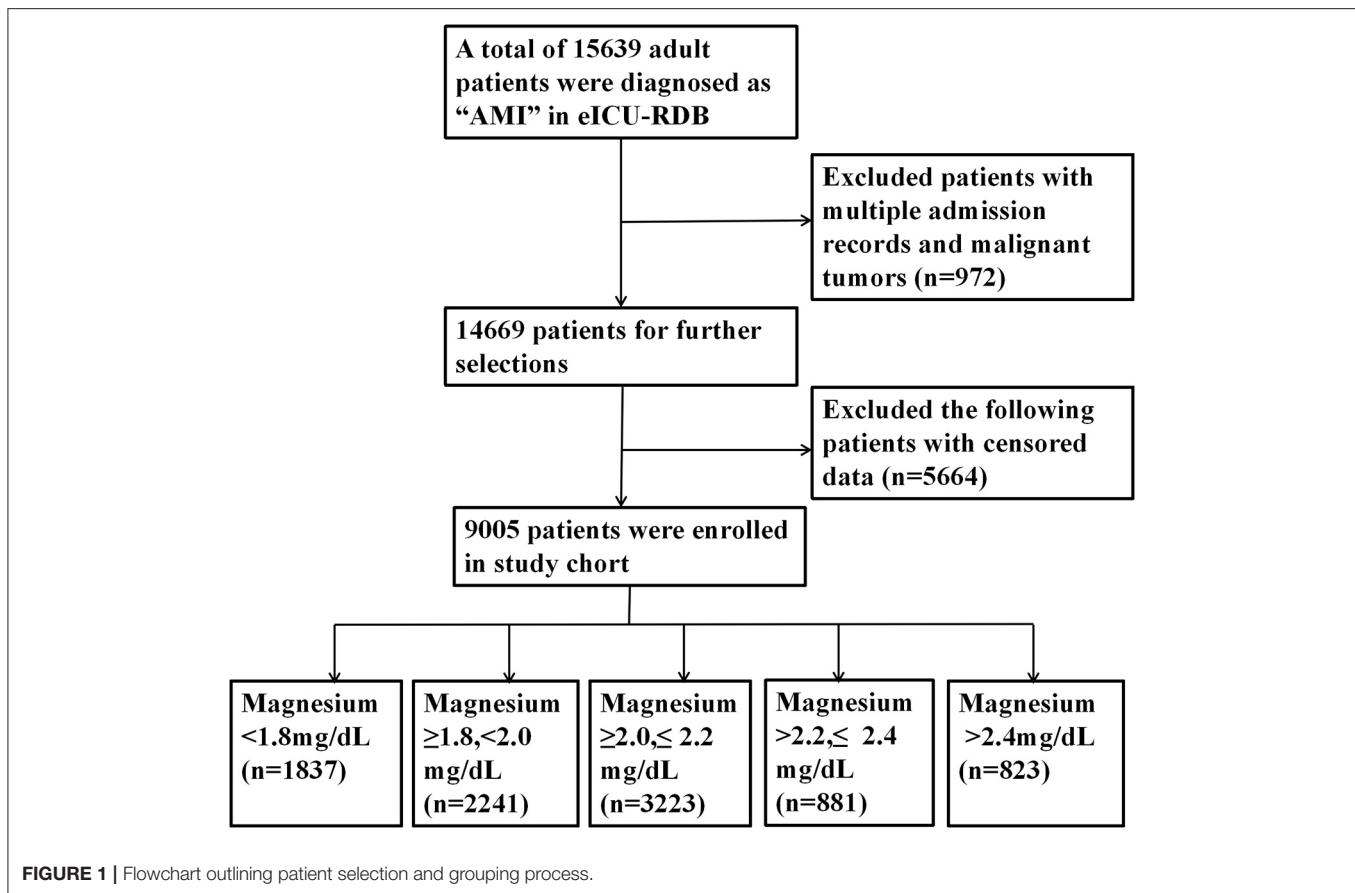 A total of 15639 adult
patients were diagnosed as
“AMI” in eICU-RDB
Excluded patients with
multiple admission
records and malignant
tumors (n=972)
14669 patients for further
selections
Excluded the following
patients with censored
data (n=5664)
9005 patients were enrolled
in study chort
Magnesium
<1.8mg/dL
(n=1837)
Magnesium
≥1.8,<2.0
mg/dL
(n=2241)
Magnesium
≥2.0,≤ 2.2
mg/dL
(n=3223)
Magnesium
>2.2,≤ 2.4
mg/dL
(n=881)
Magnesium
>2.4mg/dL
(n=823)
FIGURE 1 | Flowchart outlining patient selection and grouping process.